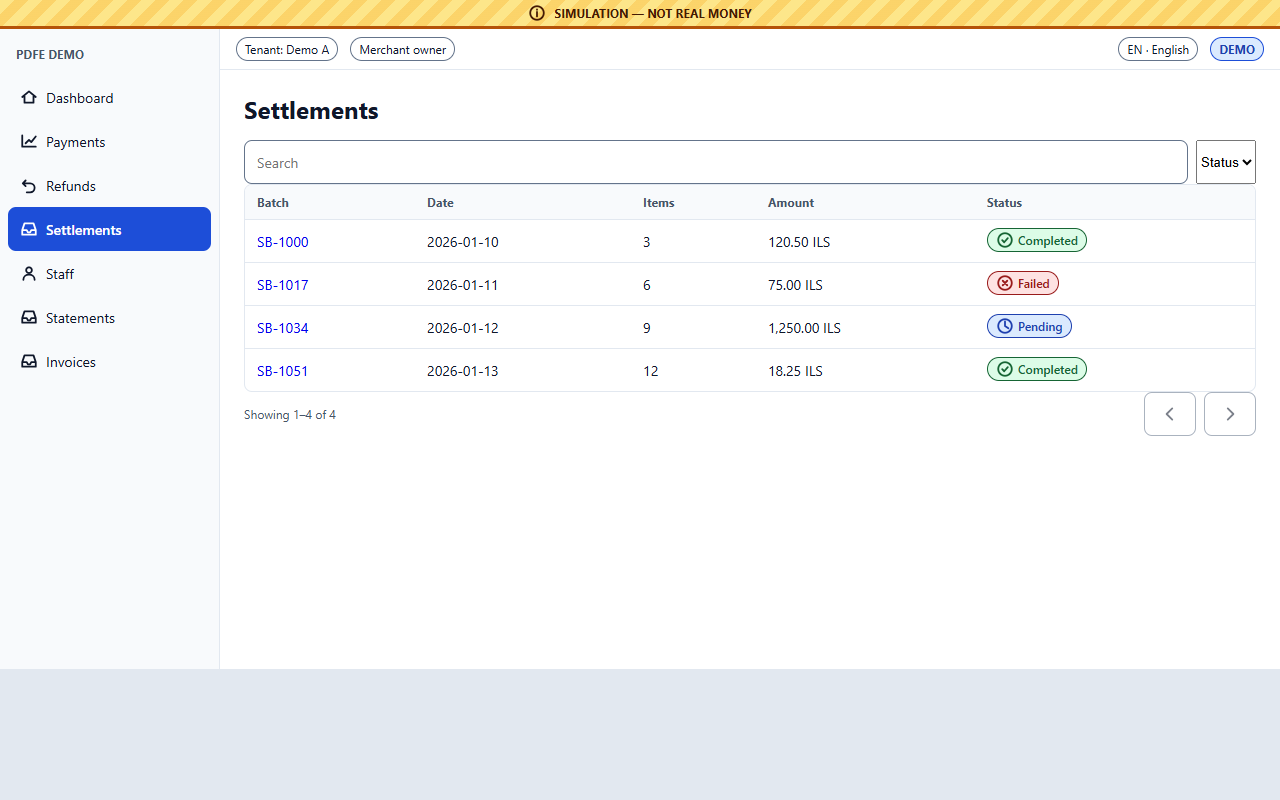 SIMULATION — NOT REAL MONEY
PDFE DEMO
Tenant: Demo A
Merchant owner
EN · English
DEMO
Dashboard
Payments
Refunds
Settlements
Staff
Statements
Invoices
Settlements
Search
Status
Batch Date Items Amount Status
SB-1000 2026-01-10 3 120.50 ILS Completed
SB-1017 2026-01-11 6 75.00 ILS Failed
SB-1034 2026-01-12 9 1,250.00 ILS Pending
SB-1051 2026-01-13 12 18.25 ILS Completed
Showing 1–4 of 4